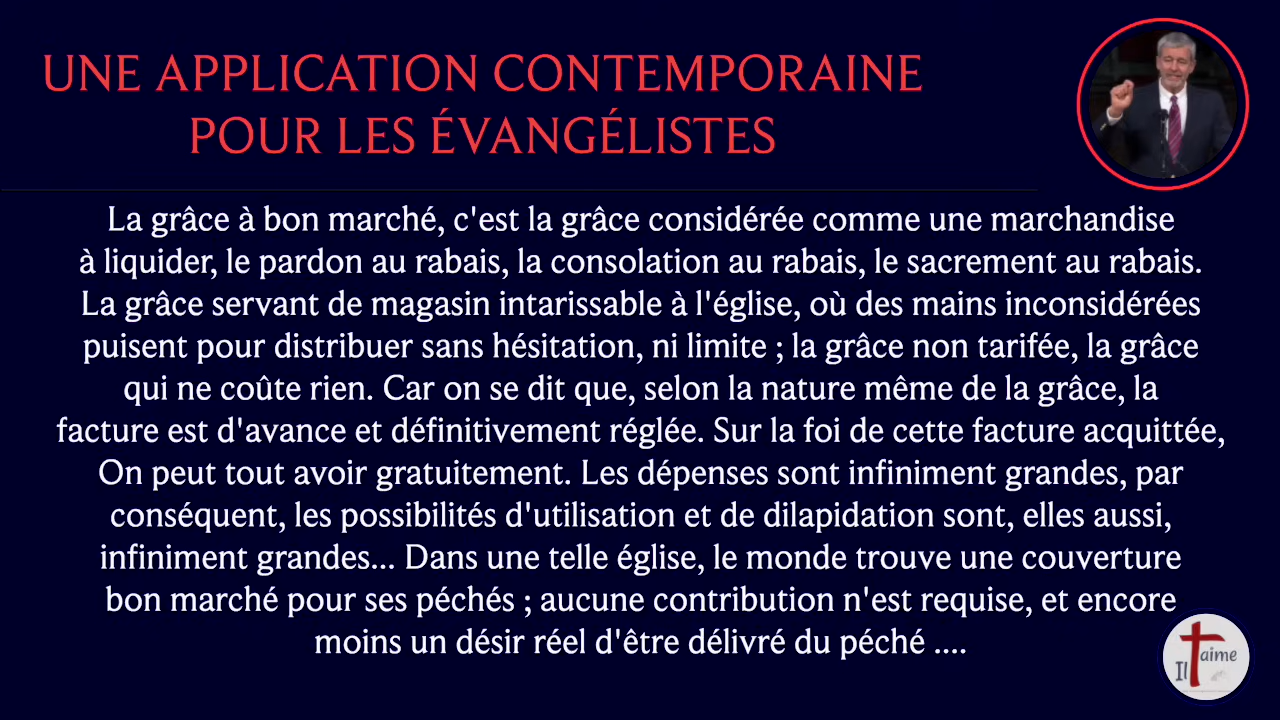 UNE APPLICATION CONTEMPORAINE
POUR LES ÉVANGÉLISTES
La grâce à bon marché, c'est la grâce considérée comme une marchandise
à liquider, le pardon au rabais, la consolation au rabais, le sacrement au rabais.
La grâce servant de magasin intarissable à l'église, où des mains inconsidérées
puisent pour distribuer sans hésitation, ni limite ; la grâce non tarifée, la grâce
qui ne coûte rien. Car on se dit que, selon la nature même de la grâce, la
facture est d'avance et définitivement réglée. Sur la foi de cette facture acquittée,
On peut tout avoir gratuitement. Les dépenses sont infiniment grandes, par
conséquent, les possibilités d'utilisation et de dilapidation sont, elles aussi,
infiniment grandes... Dans une telle église, le monde trouve une couverture
bon marché pour ses péchés ; aucune contribution n'est requise, et encore
moins un désir réel d'être délivré du péché ....
Il taime